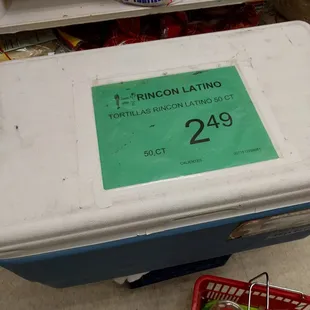 RINCON LATINO
TORTILLAS RINCON LATINO 50 CT
2.49
50,CT